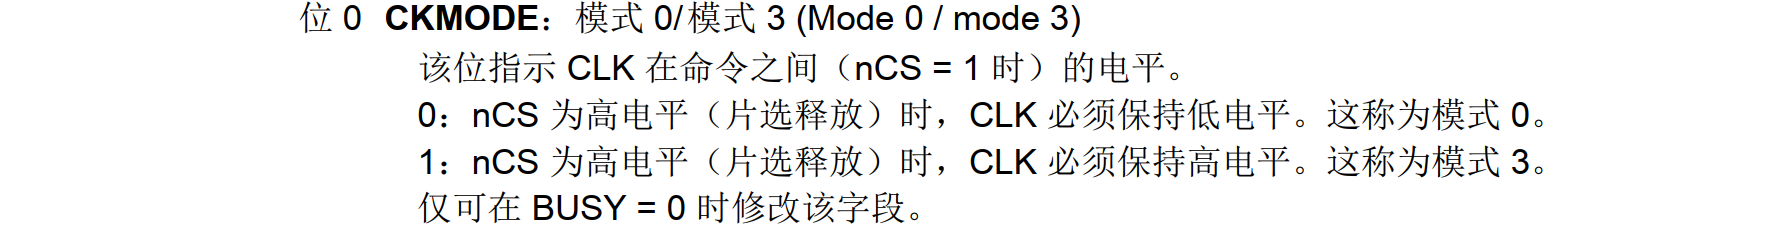 位 0 CKMODE：模式 0/模式 3 (Mode 0 / mode 3)
该位指示 CLK 在命令之间（nCS = 1 时）的电平。
0：nCS 为高电平（片选释放）时，CLK 必须保持低电平。这称为模式 0。
1：nCS 为高电平（片选释放）时，CLK 必须保持高电平。这称为模式 3。
仅可在 BUSY = 0 时修改该字段。